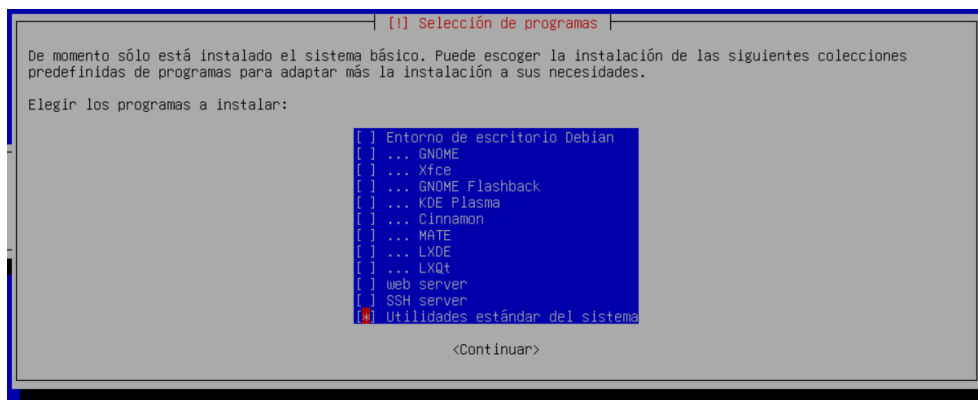 [!] Selección de programas
De momento sólo está instalado el sistema básico. Puede escoger la instalación de las siguientes colecciones
predefinidas de programas para adaptar más la instalación a sus necesidades.
Elegir los programas a instalar:
[ ] Entorno de escritorio Debian
[ ] ... GNOME
[ ] ... Xfce
[ ] ... GNOME Flashback
[ ] ... KDE Plasma
[ ] ... Cinnamon
[ ] ... MATE
[ ] ... LXDE
[ ] ... LXQt
[ ] web server
[ ] SSH server
[*] Utilidades estándar del sistema
<Continuar>